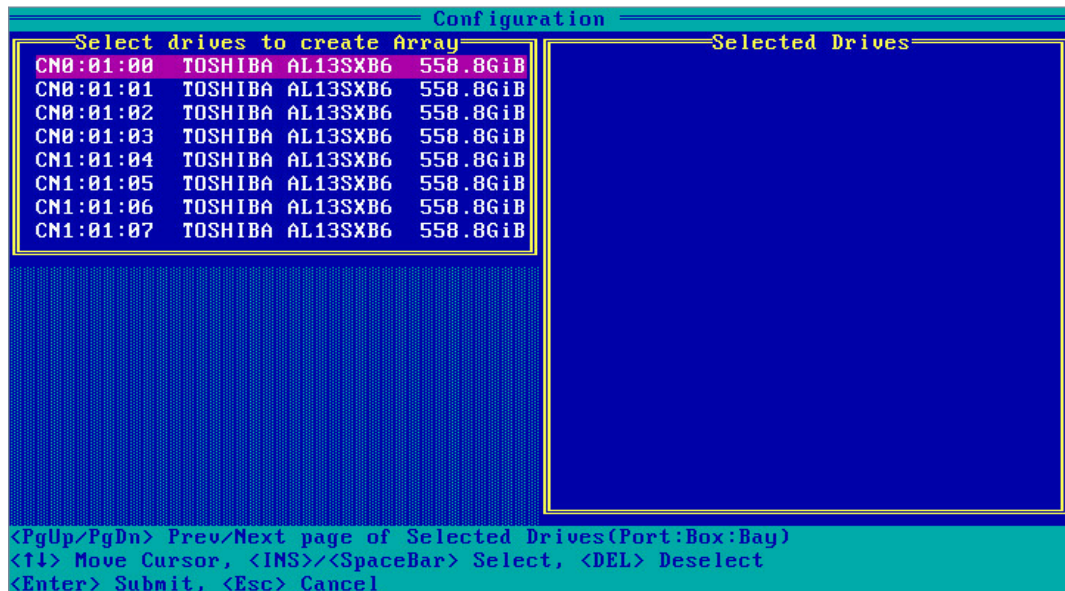 Configuration
Select drives to create Array
CN0:01:00 TOSHIBA AL13SXB6 558.8GiB
CN0:01:01 TOSHIBA AL13SXB6 558.8GiB
CN0:01:02 TOSHIBA AL13SXB6 558.8GiB
CN0:01:03 TOSHIBA AL13SXB6 558.8GiB
CN1:01:04 TOSHIBA AL13SXB6 558.8GiB
CN1:01:05 TOSHIBA AL13SXB6 558.8GiB
CN1:01:06 TOSHIBA AL13SXB6 558.8GiB
CN1:01:07 TOSHIBA AL13SXB6 558.8GiB
Selected Drives
<PgUp/PgDn> Prev/Next page of Selected Drives(Port:Box:Bay)
<↑↓> Move Cursor, <INS>/<SpaceBar> Select, <DEL> Deselect
<Enter> Submit, <Esc> Cancel